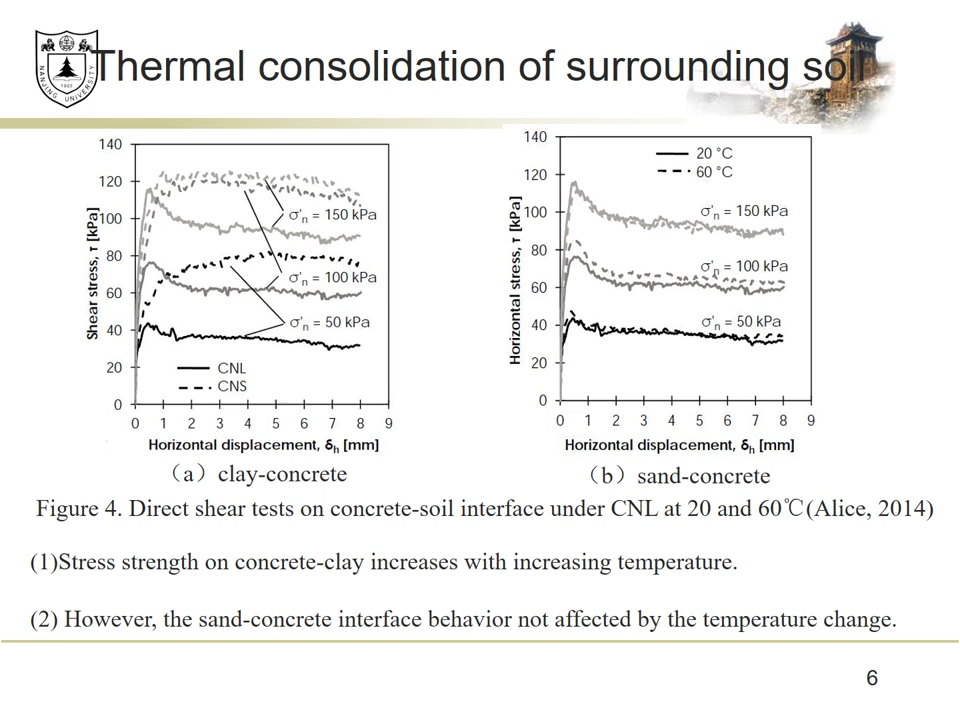 NANJING UNIVERSITY
1902
Thermal consolidation of surrounding soil
140
120
100
80
60
40
20
0
Shear stress, τ [kPa]
σ'n = 150 kPa
σ'n = 100 kPa
σ'n = 50 kPa
CNL
CNS
0 1 2 3 4 5 6 7 8 9
Horizontal displacement, δh [mm]
(a) clay-concrete
140
120
100
80
60
40
20
0
Horizontal stress, τ [kPa]
20 °C
60 °C
σ'n = 150 kPa
σ'n = 100 kPa
σ'n = 50 kPa
0 1 2 3 4 5 6 7 8 9
Horizontal displacement, δh [mm]
(b) sand-concrete
Figure 4. Direct shear tests on concrete-soil interface under CNL at 20 and 60℃(Alice, 2014)
(1)Stress strength on concrete-clay increases with increasing temperature.
(2) However, the sand-concrete interface behavior not affected by the temperature change.
6